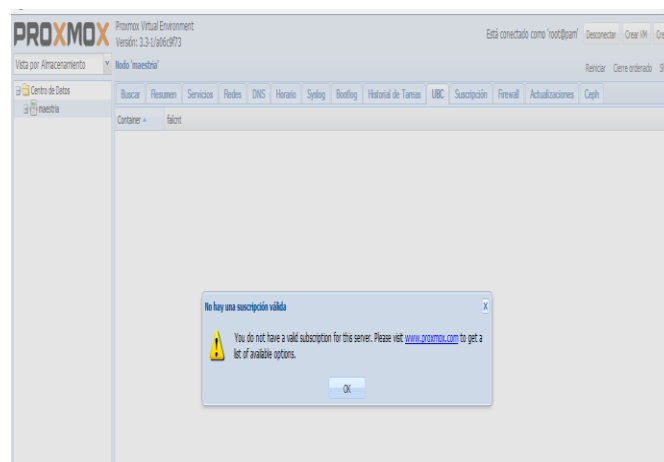 PROXMOX
Proxmox Virtual Environment
Versión: 3.3-1/a06c9f73
Está conectado como 'root@pam'
Desconectar
Crear VM
Cre
Vista por Almacenamiento
Nodo 'maestria'
Reiniciar
Cierre ordenado
Centro de Datos
maestria
Buscar
Resumen
Servicios
Redes
DNS
Horario
Syslog
Bootlog
Historial de Tareas
UBC
Suscripción
Firewall
Actualizaciones
Ceph
Container
failcnt
No hay una suscripción válida
You do not have a valid subscription for this server. Please visit www.proxmox.com to get a
list of available options.
OK